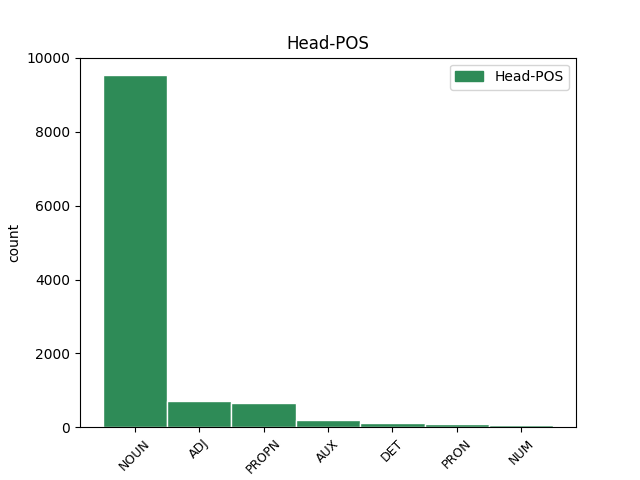 Head-POS
Head-POS
10000
8000
6000
4000
2000
0
count
NOUN
ADJ
PROPN
AUX
DET
PRON
NUM